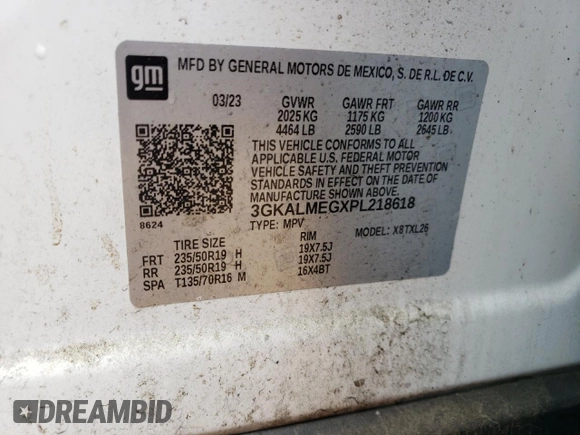 gm
MFD BY GENERAL MOTORS DE MEXICO, S. DE R.L. DE C.V.
03/23 GVWR GAWR FRT GAWR RR
2025 KG 1175 KG 1200 KG
4464 LB 2590 LB 2645 LB
THIS VEHICLE CONFORMS TO ALL
APPLICABLE U.S. FEDERAL MOTOR
VEHICLE SAFETY AND THEFT
PREVENTION STANDARDS IN EFFECT
ON THE DATE OF MANUFACTURE
SHOWN ABOVE.
3GKALMEGXPL218618
8624
TYPE: MPV MODEL: X8TXL26
TIRE SIZE RIM
FRT 235/50R19 H 19X7.5J
RR 235/50R19 H 19X7.5J
SPA T135/70R16 M 16X4BT
DREAMBID